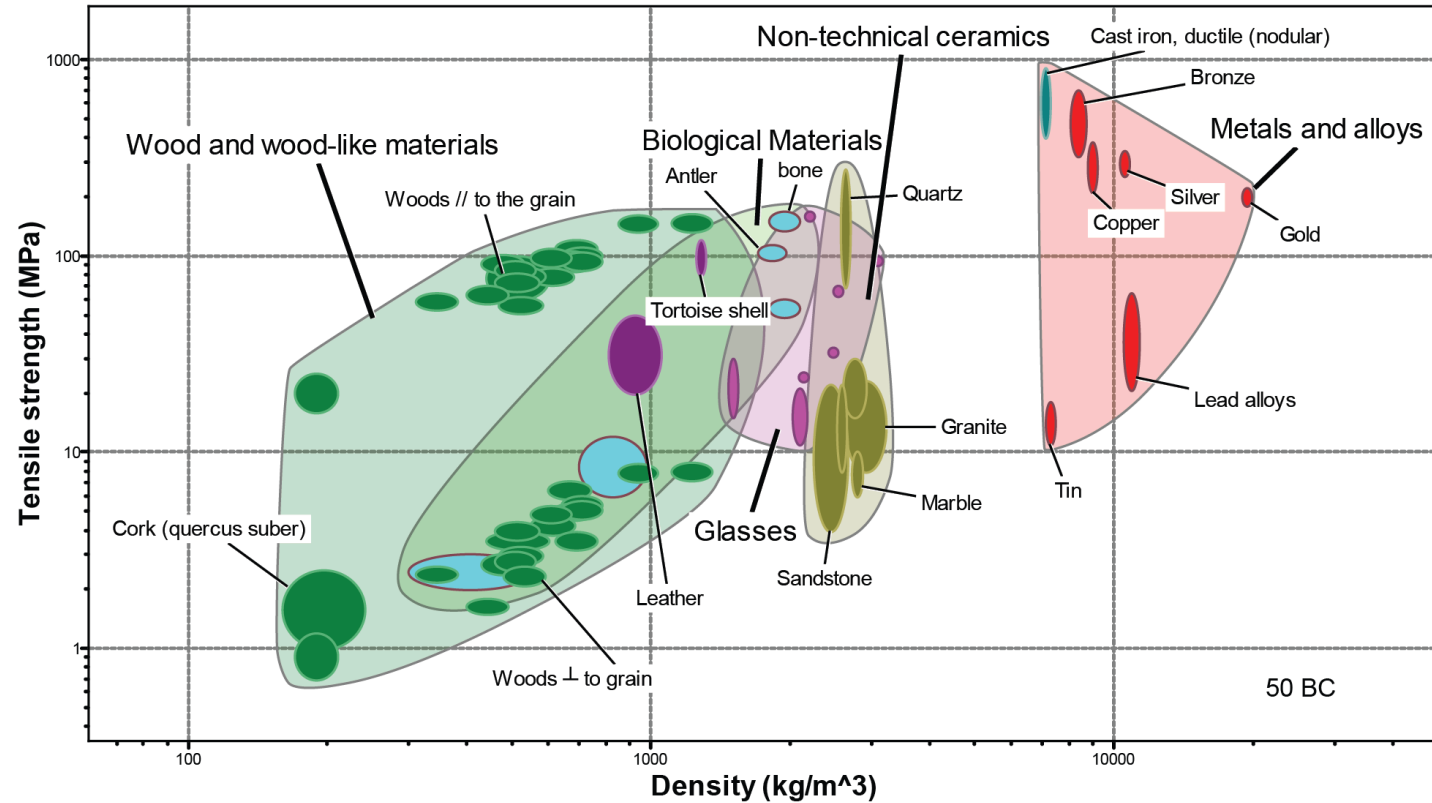 Non-technical ceramics
Cast iron, ductile (nodular)
1000
Bronze
Wood and wood-like materials
Biological Materials
Metals and alloys
Antler
bone
Woods // to the grain
Quartz
Silver
Copper
Gold
100
Tortoise shell
Tensile strength (MPa)
Lead alloys
Granite
10
Tin
Marble
Cork (quercus suber)
Glasses
Sandstone
Leather
1
Woods ⊥ to grain
50 BC
100
1000
10000
Density (kg/m^3)